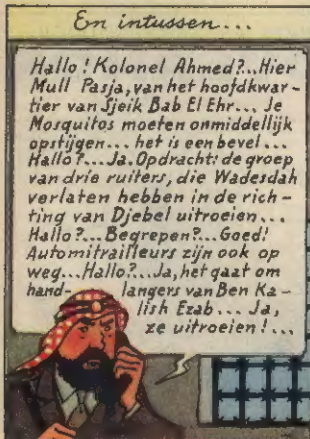 En intussen...
Hallo! Kolonel Ahmed?...Hier
Mull Pasja, van het hoofdkwar-
tier van Sjeik Bab El Ehr... Je
Mosquitos moeten onmiddellijk
opstijgen... het is een bevel...
Hallo?...Ja. Opdracht: de groep
van drie ruiters, die Wadesdah
verlaten hebben in de rich-
ting van Djebel uitroeien...
Hallo?...Begrepen?...Goed!
Automitrailleurs zijn ook op
weg...Hallo?...Ja, het gaat om
hand- langers van Ben Ka-
lish Ezab... Ja,
ze uitroeien!...